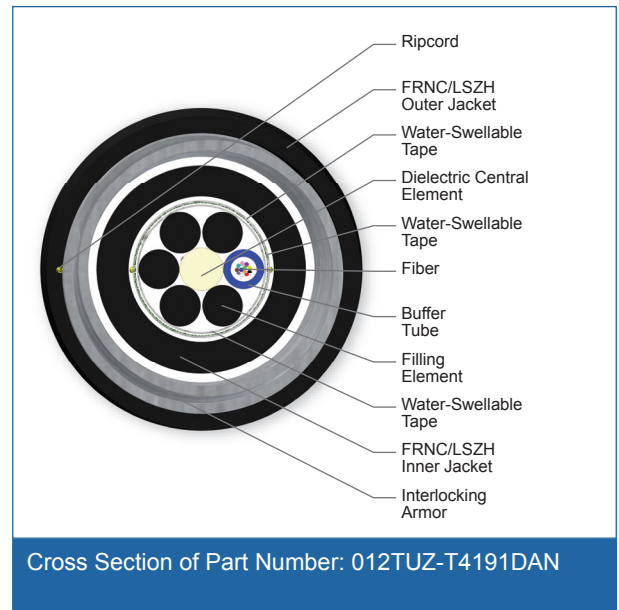 Ripcord
FRNC/LSZH
Outer Jacket
Water-Swellable
Tape
Dielectric Central
Element
Water-Swellable
Tape
Fiber
Buffer
Tube
Filling
Element
Water-Swellable
Tape
FRNC/LSZH
Inner Jacket
Interlocking
Armor
Cross Section of Part Number: 012TUZ-T4191DAN